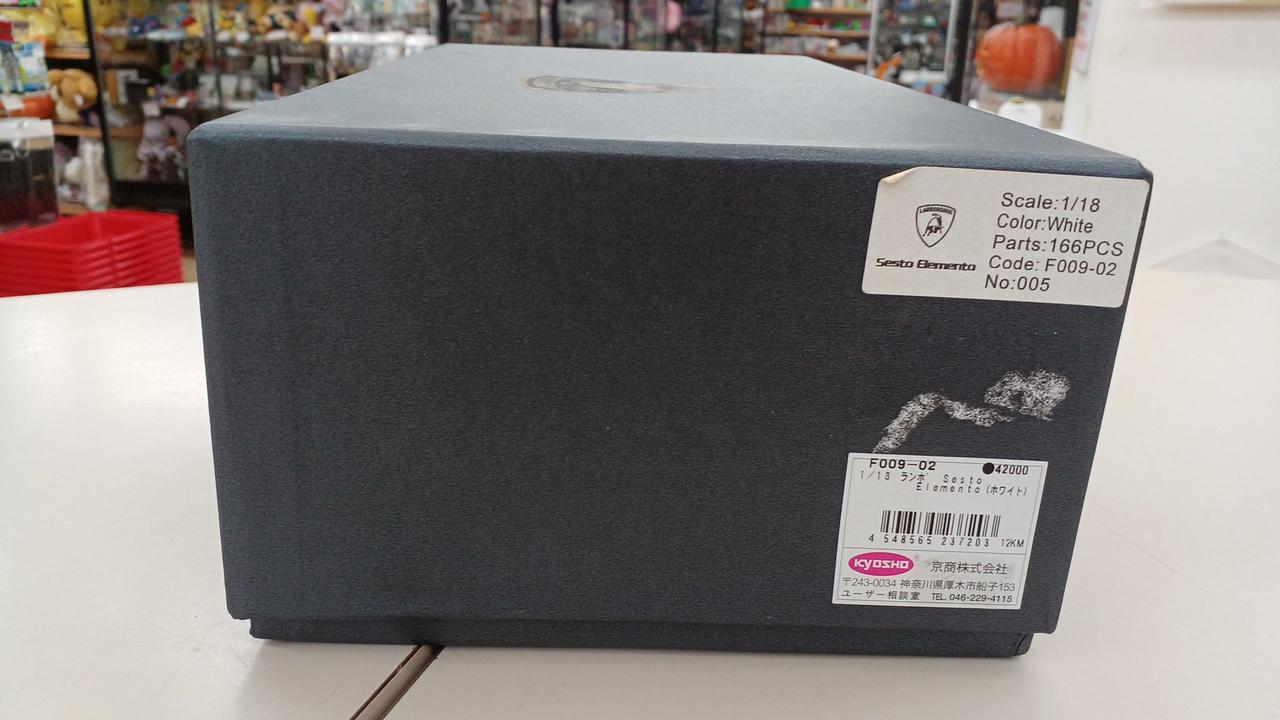 LAMBORGHINI
Sesto Elemento
Scale:1/18
Color:White
Parts:166PCS
Code: F009-02
No:005
F009-02 ●42000
1/18 ランボ Sesto
Elemento(ホワイト)
4 548565 237203 12KM
KYOSHO® 京商株式会社
〒243-0034 神奈川県厚木市船子153
ユーザー相談室 TEL. 046-229-4115